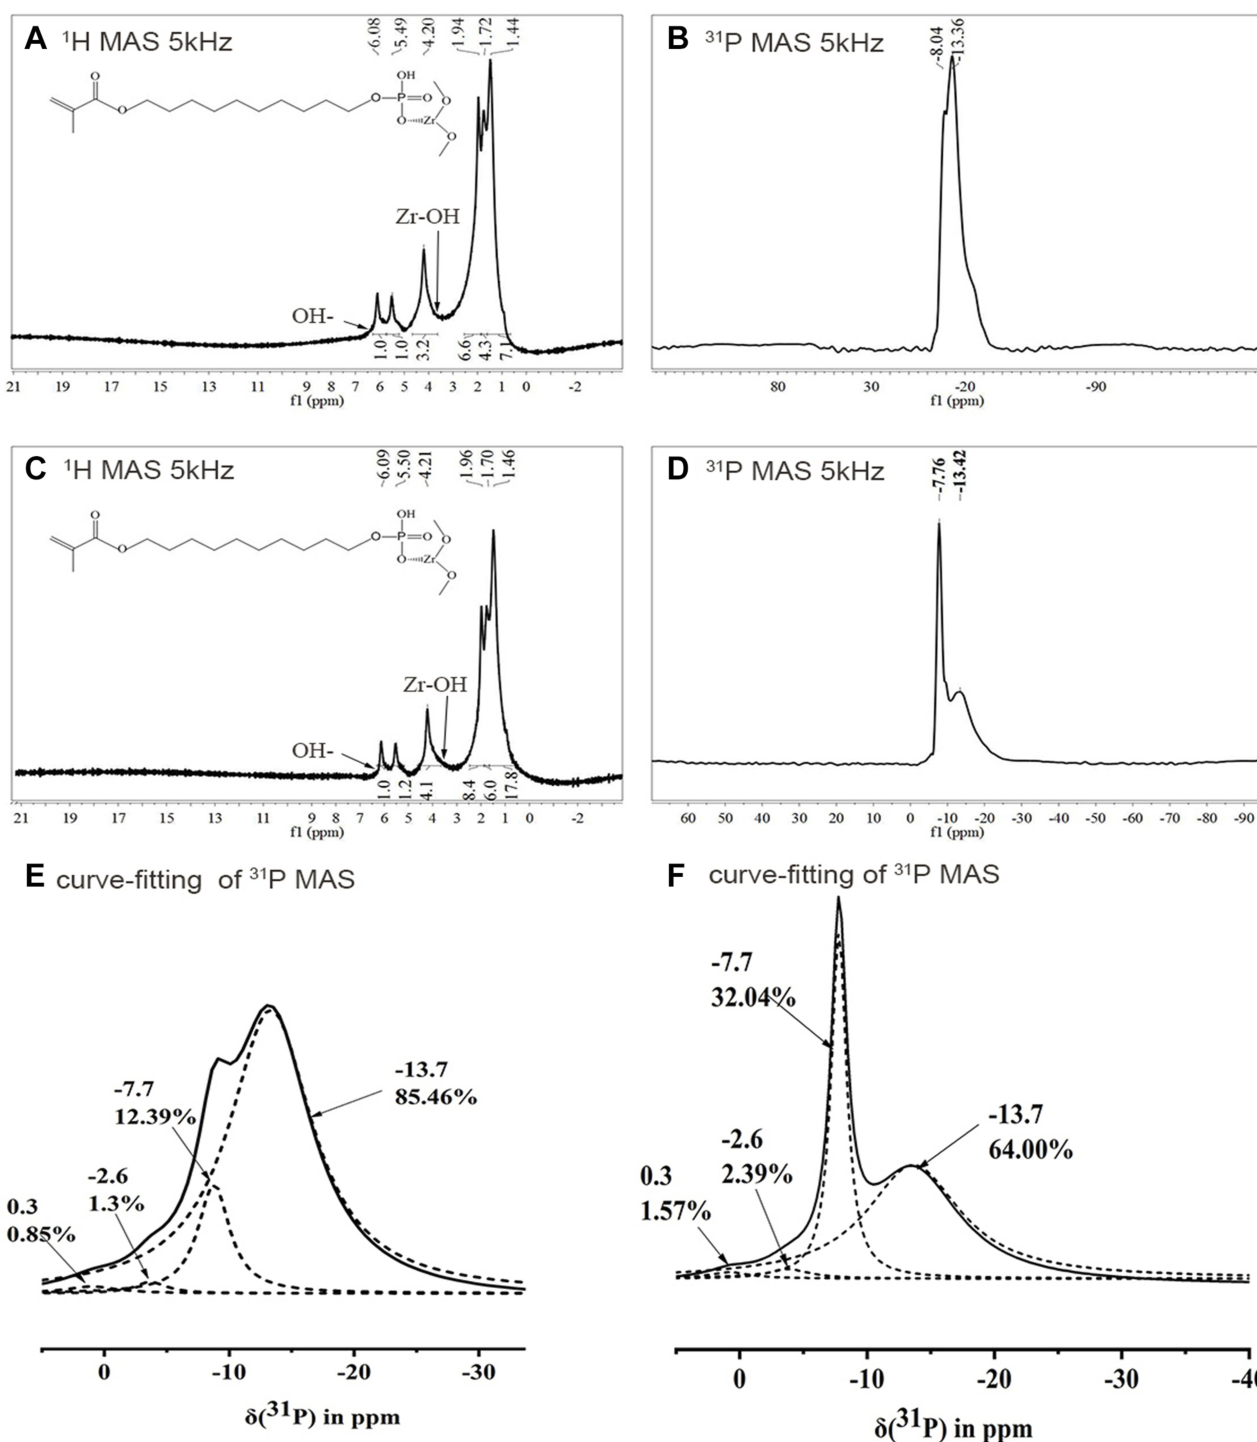 A ¹H MAS 5kHz
6.08 5.49 4.20 1.94 1.72 1.44
O
O
O
OH
P
O
O
Zr
O
O
Zr-OH
OH-
1.0 1.0 3.2 6.6 4.3 7.1
21 19 17 15 13 11 9 8 7 6 5 4 3 2 1 0 -2
f1 (ppm)
B ³¹P MAS 5kHz
-8.04 -13.36
80 30 -20 -90
f1 (ppm)
C ¹H MAS 5kHz
6.09 5.50 4.21 1.96 1.70 1.46
O
O
O
OH
P
O
O
Zr
O
O
Zr-OH
OH-
1.0 1.2 4.1 8.4 6.0 17.8
21 19 17 15 13 11 9 8 7 6 5 4 3 2 1 0 -2
f1 (ppm)
D ³¹P MAS 5kHz
-7.76 -13.42
60 50 40 30 20 10 0 -10 -20 -30 -40 -50 -60 -70 -80 -90
f1 (ppm)
E curve-fitting of ³¹P MAS
-7.7
12.39%
-13.7
85.46%
-2.6
1.3%
0.3
0.85%
0 -10 -20 -30
δ(³¹P) in ppm
F curve-fitting of ³¹P MAS
-7.7
32.04%
-13.7
64.00%
-2.6
2.39%
0.3
1.57%
0 -10 -20 -30
δ(³¹P) in ppm